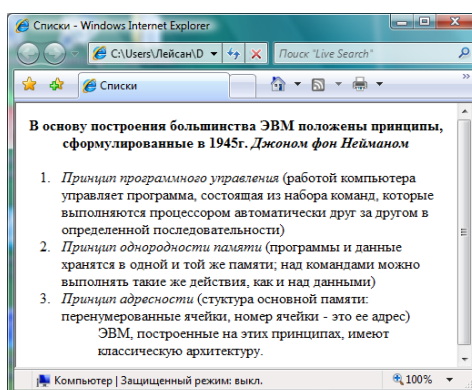 Списки - Windows Internet Explorer
C:\Users\Лейсан\D
Поиск "Live Search"
Списки
В основу построения большинства ЭВМ положены принципы,
сформулированные в 1945г. Джоном фон Нейманом
1. Принцип программного управления (работой компьютера
управляет программа, состоящая из набора команд, которые
выполняются процессором автоматически друг за другом в
определенной последовательности)
2. Принцип однородности памяти (программы и данные
хранятся в одной и той же памяти; над командами можно
выполнять такие же действия, как и над данными)
3. Принцип адресности (стуктура основной памяти:
перенумерованные ячейки, номер ячейки - это ее адрес)
ЭВМ, построенные на этих принципах, имеют
классическую архитектуру.
Компьютер | Защищенный режим: выкл.
100%